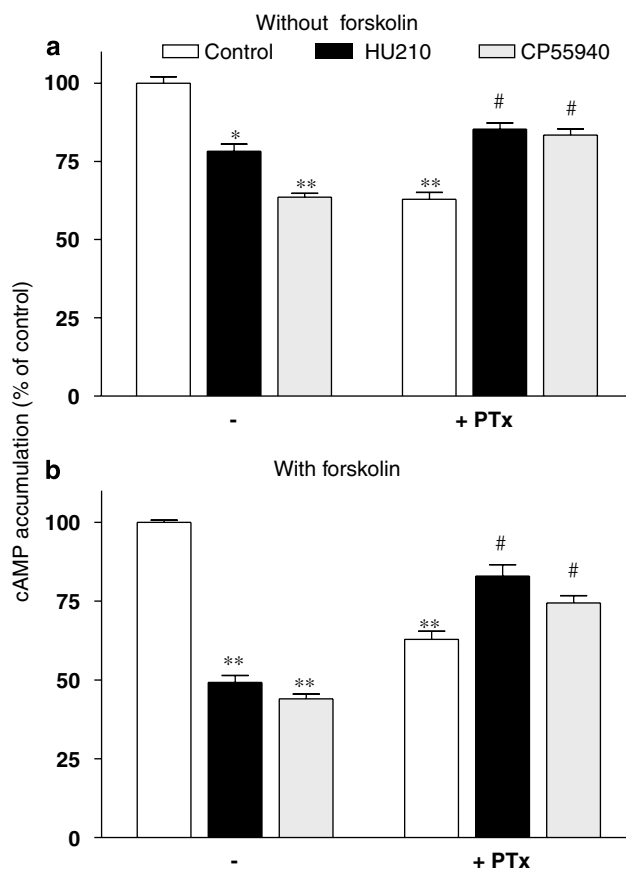 Without forskolin
a
Control HU210 CP55940
100
75
50
25
0
* ** ** # #
- + PTx
cAMP accumulation (% of control)
b
With forskolin
100
75
50
25
0
** ** ** # #
- + PTx